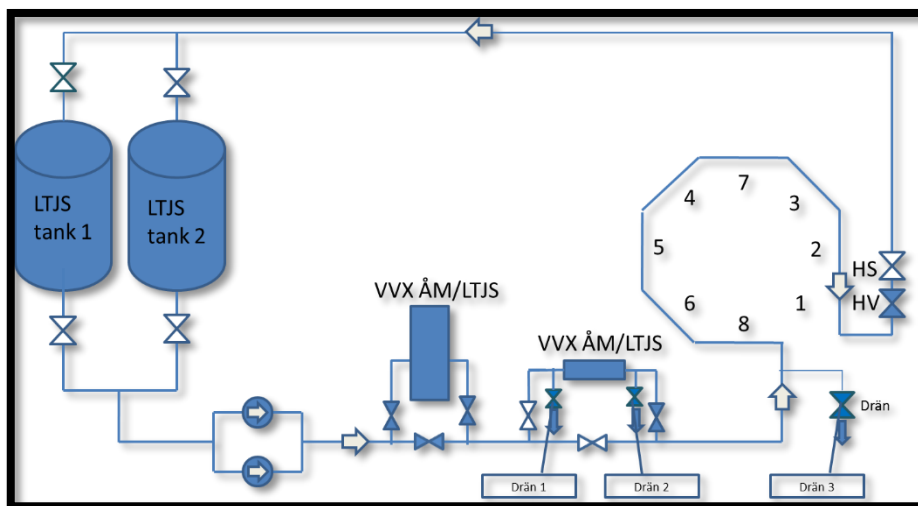 LTJS
tank 1
LTJS
tank 2
VVX ÅM/LTJS
VVX ÅM/LTJS
4
7
3
5
2
6
8
1
HS
HV
Drän
Drän 1
Drän 2
Drän 3